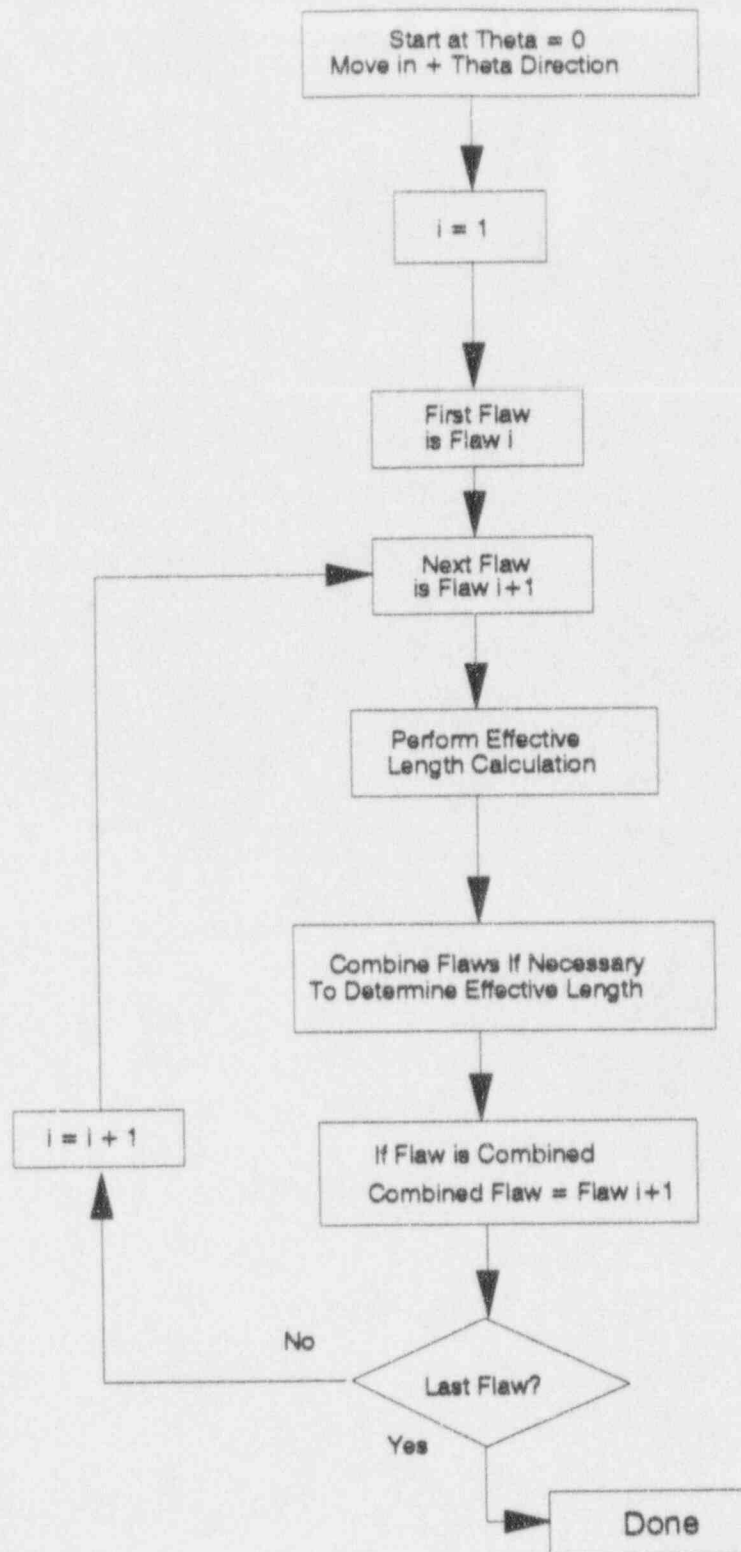 Start at Theta = 0
Move in + Theta Direction
i = 1
First Flaw
is Flaw i
Next Flaw
is Flaw i+1
Perform Effective
Length Calculation
Combine Flaws If Necessary
To Determine Effective Length
i = i + 1
If Flaw is Combined
Combined Flaw = Flaw i+1
No
Last Flaw?
Yes
Done